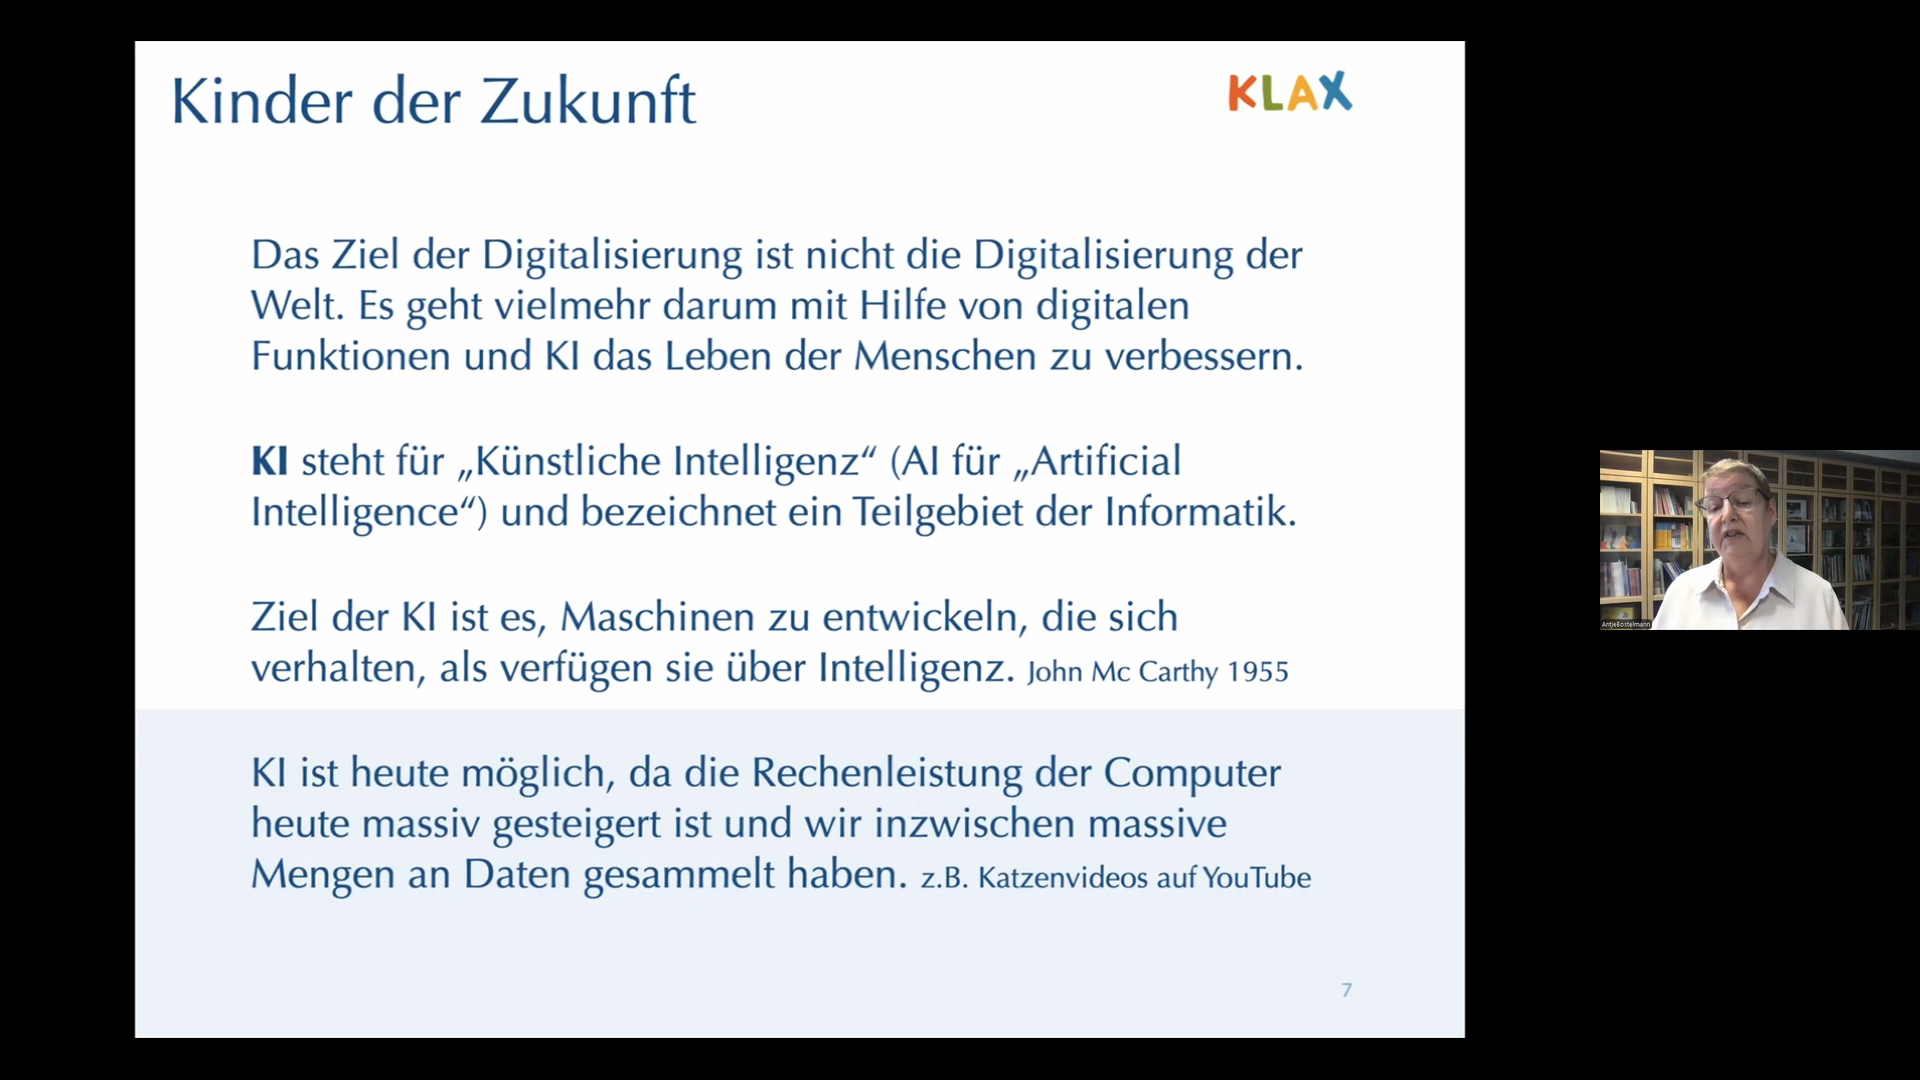 Kinder der Zukunft
KLAX
Das Ziel der Digitalisierung ist nicht die Digitalisierung der
Welt. Es geht vielmehr darum mit Hilfe von digitalen
Funktionen und KI das Leben der Menschen zu verbessern.
KI steht für „Künstliche Intelligenz“ (AI für „Artificial
Intelligence“) und bezeichnet ein Teilgebiet der Informatik.
Ziel der KI ist es, Maschinen zu entwickeln, die sich
verhalten, als verfügen sie über Intelligenz. John Mc Carthy 1955
KI ist heute möglich, da die Rechenleistung der Computer
heute massiv gesteigert ist und wir inzwischen massive
Mengen an Daten gesammelt haben. z.B. Katzenvideos auf YouTube
7
AntjeBostelmann